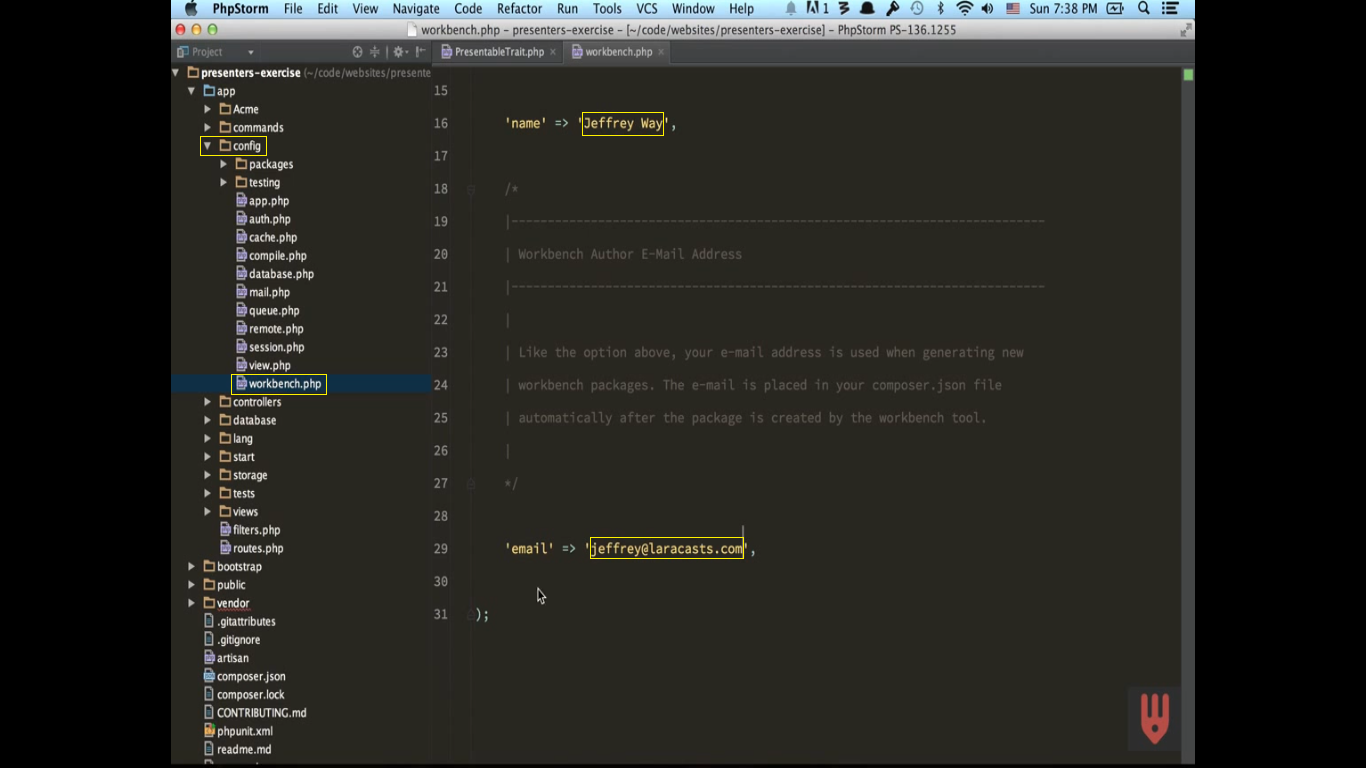 PhpStorm File Edit View Navigate Code Refactor Run Tools VCS Window Help 1 3 Sun 7:38 PM
workbench.php – presenters-exercise – [~/code/websites/presenters-exercise] – PhpStorm PS-136.1255
Project
PresentableTrait.php
workbench.php
presenters-exercise (~/code/websites/presente
app
Acme
commands
config
packages
testing
app.php
auth.php
cache.php
compile.php
database.php
mail.php
queue.php
remote.php
session.php
view.php
workbench.php
controllers
database
lang
start
storage
tests
views
filters.php
routes.php
bootstrap
public
vendor
.gitattributes
.gitignore
artisan
composer.json
composer.lock
CONTRIBUTING.md
phpunit.xml
readme.md
15
16 'name' => 'Jeffrey Way',
17
18 /*
19 |--------------------------------------------------------------------------
20 | Workbench Author E-Mail Address
21 |--------------------------------------------------------------------------
22 |
23 | Like the option above, your e-mail address is used when generating new
24 | workbench packages. The e-mail is placed in your composer.json file
25 | automatically after the package is created by the workbench tool.
26 |
27 */
28
29 'email' => 'jeffrey@laracasts.com',
30
31 );